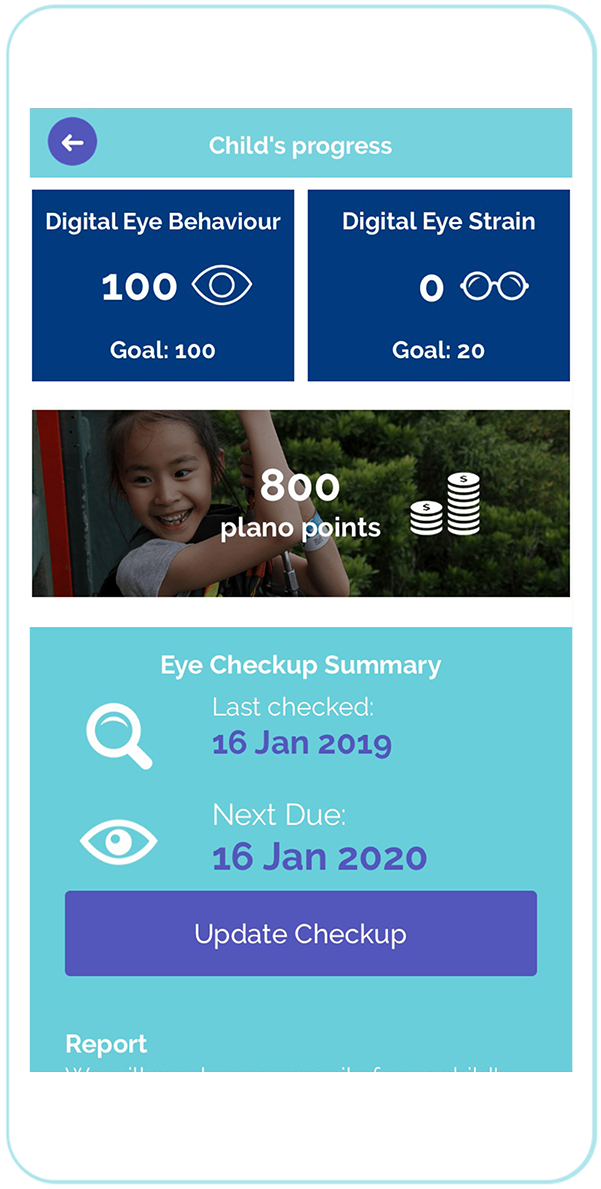 Child's progress
Digital Eye Behaviour
100
Goal: 100
Digital Eye Strain
0
Goal: 20
800
plano points
$
$
Eye Checkup Summary
Last checked:
16 Jan 2019
Next Due:
16 Jan 2020
Update Checkup
Report